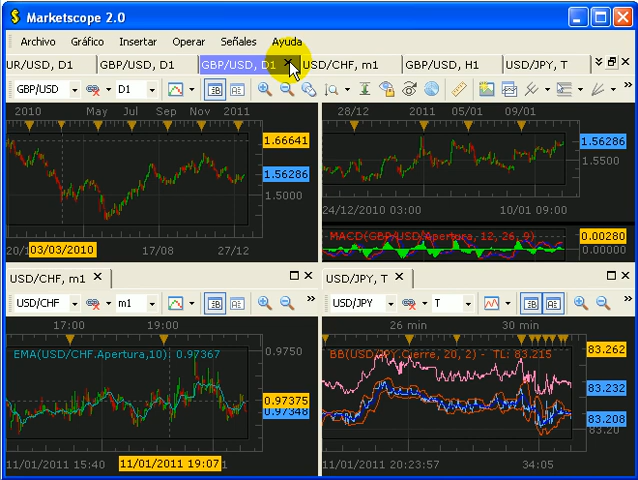 Marketscope 2.0
Archivo Gráfico Insertar Operar Señales Ayuda
UR/USD, D1 GBP/USD, D1 GBP/USD, D1 USD/CHF, m1 GBP/USD, H1 USD/JPY, T
GBP/USD D1
2010 May Jul Sep Nov 2011
1.66641
1.56286
1.5000
20/1 03/03/2010 17/08 27/12
28/12 2011 05/01 09/01
1.56286
1.5500
24/12/2010 03:00 10/01 09:00
MACD(GBP/USD.Apertura, 12, 26, 9)
0.00280
0.00000
USD/CHF, m1
USD/CHF m1
17:00 19:00
EMA(USD/CHF.Apertura,10) 0.97367
0.9750
0.97375
0.97348
11/01/2011 15:40 11/01/2011 19:07 1
USD/JPY, T
USD/JPY T
26 min 30 min
BB(USD/JPY.Cierre, 20, 2) - TL: 83.215
83.262
83.232
83.208
83.20
11/01/2011 20:23:57 34:05